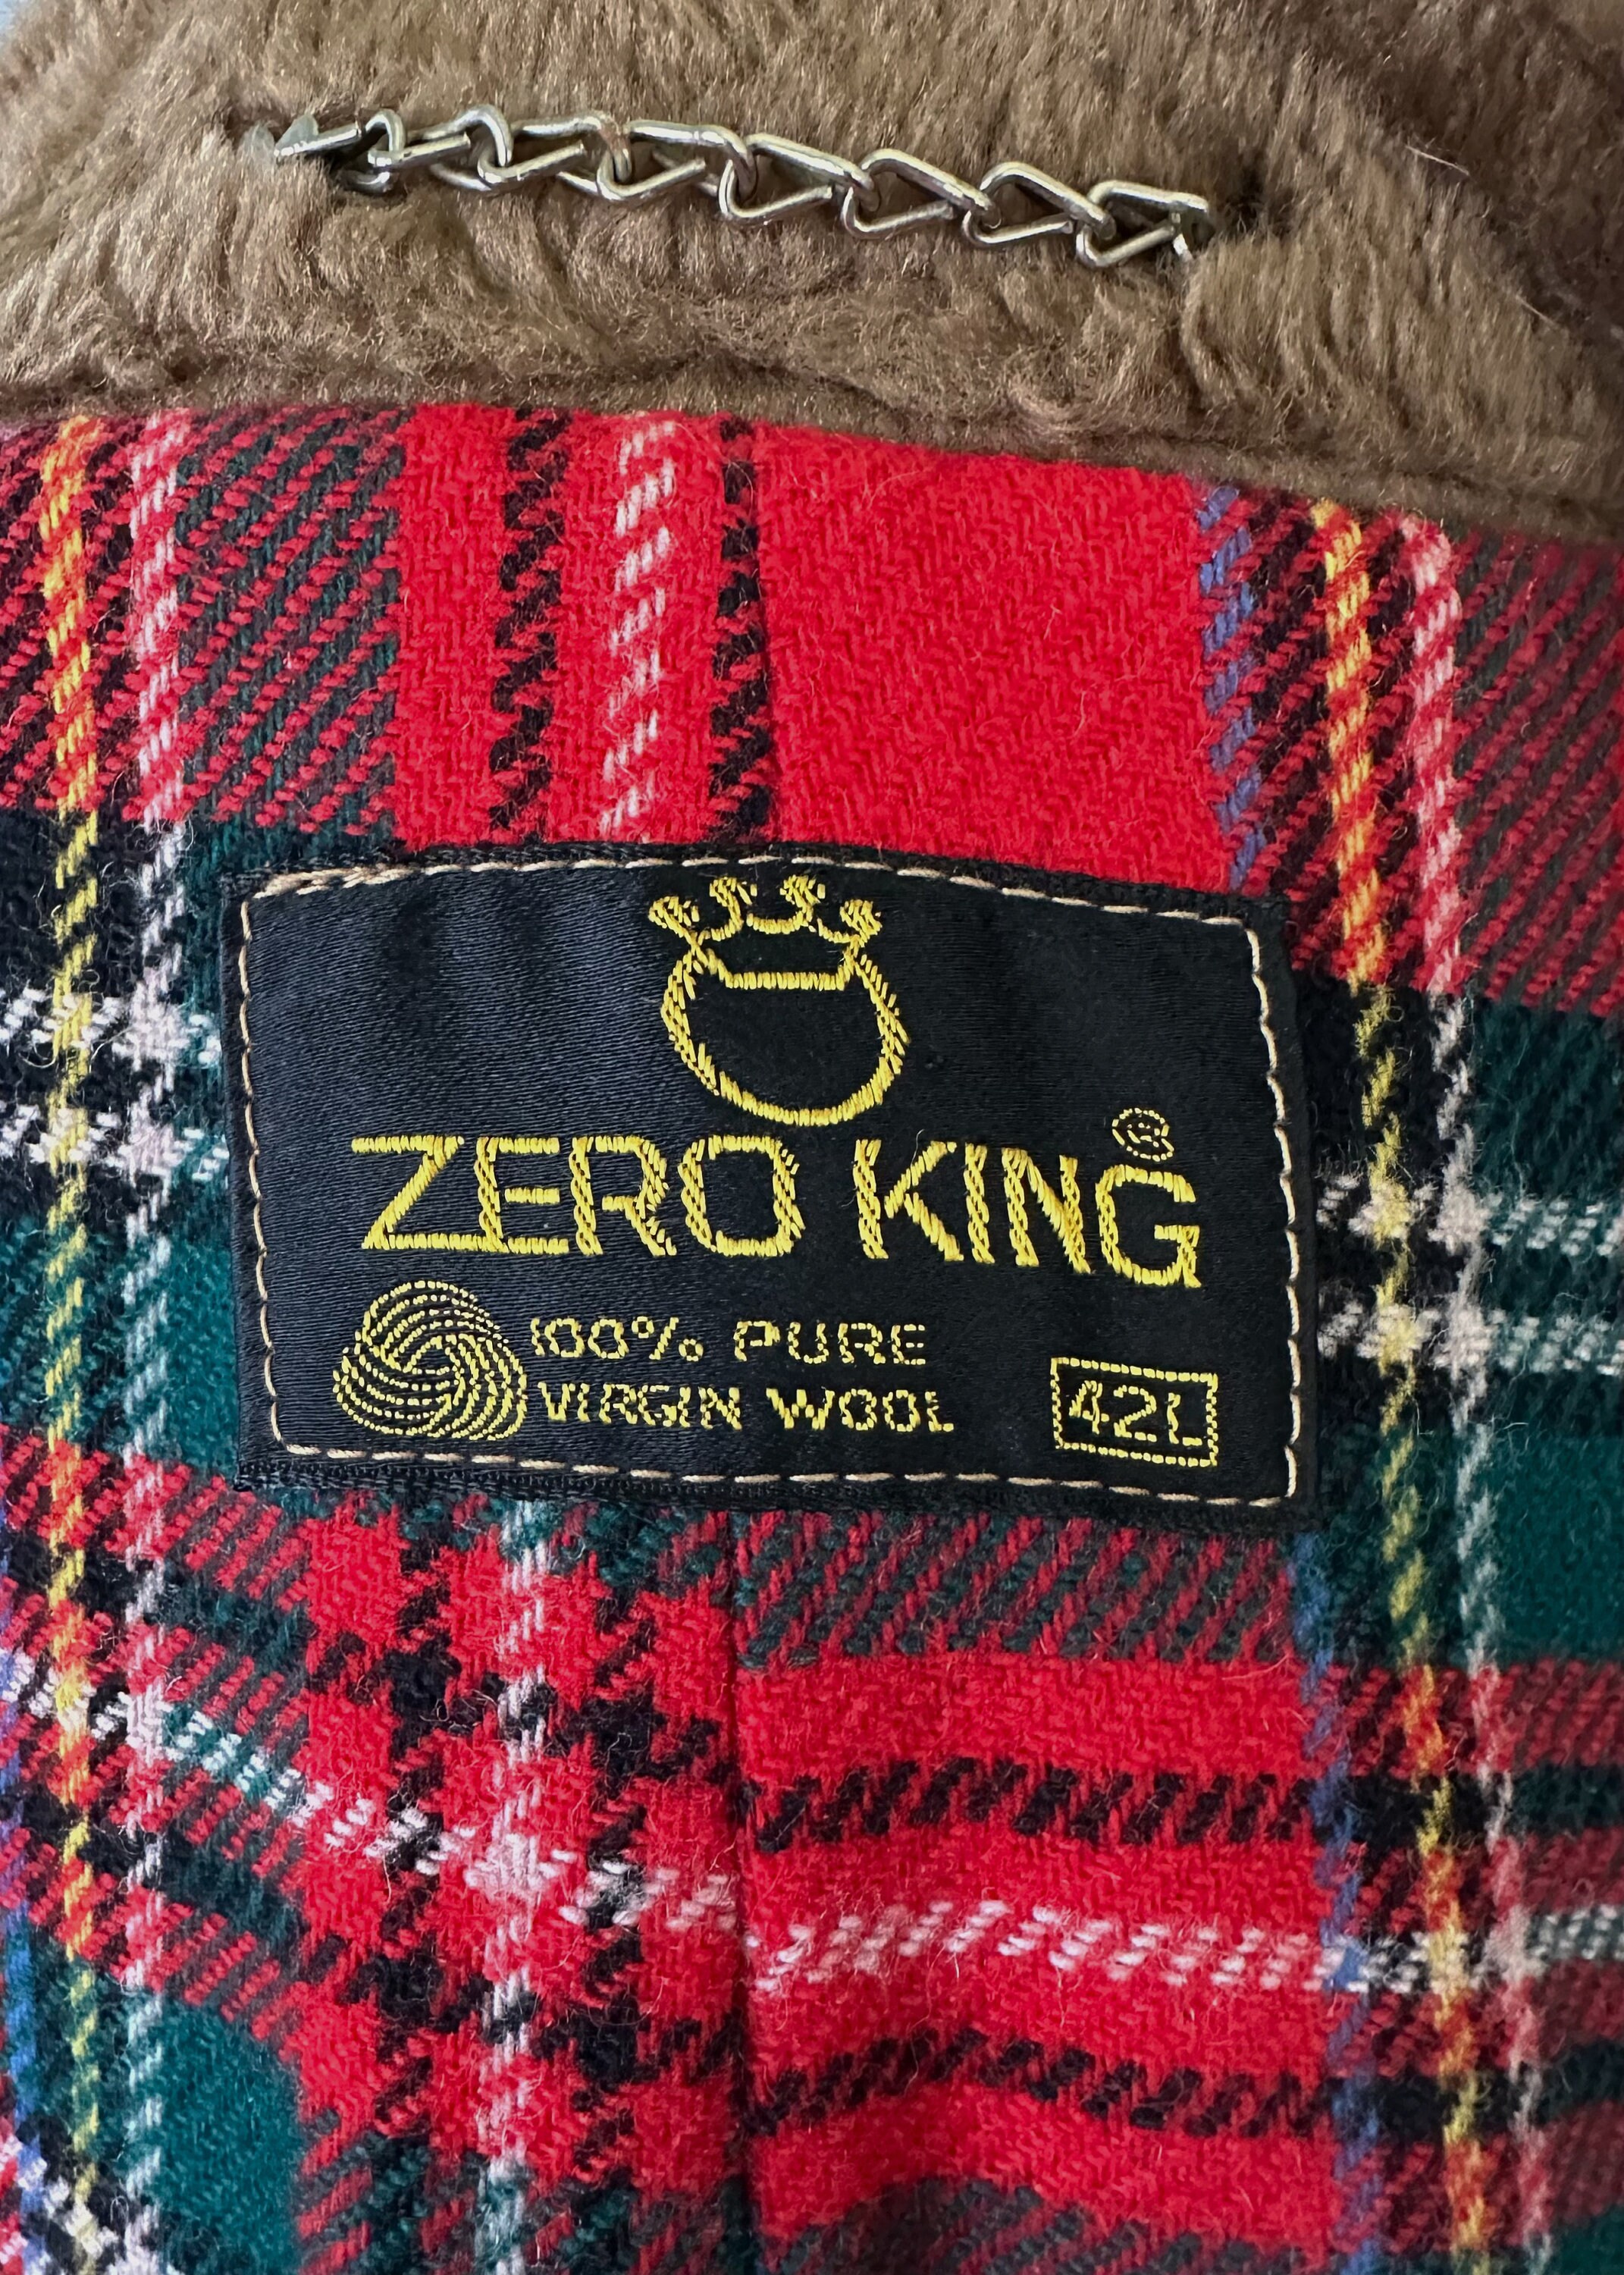 ZERO KING®
100% PURE
VIRGIN WOOL
42L